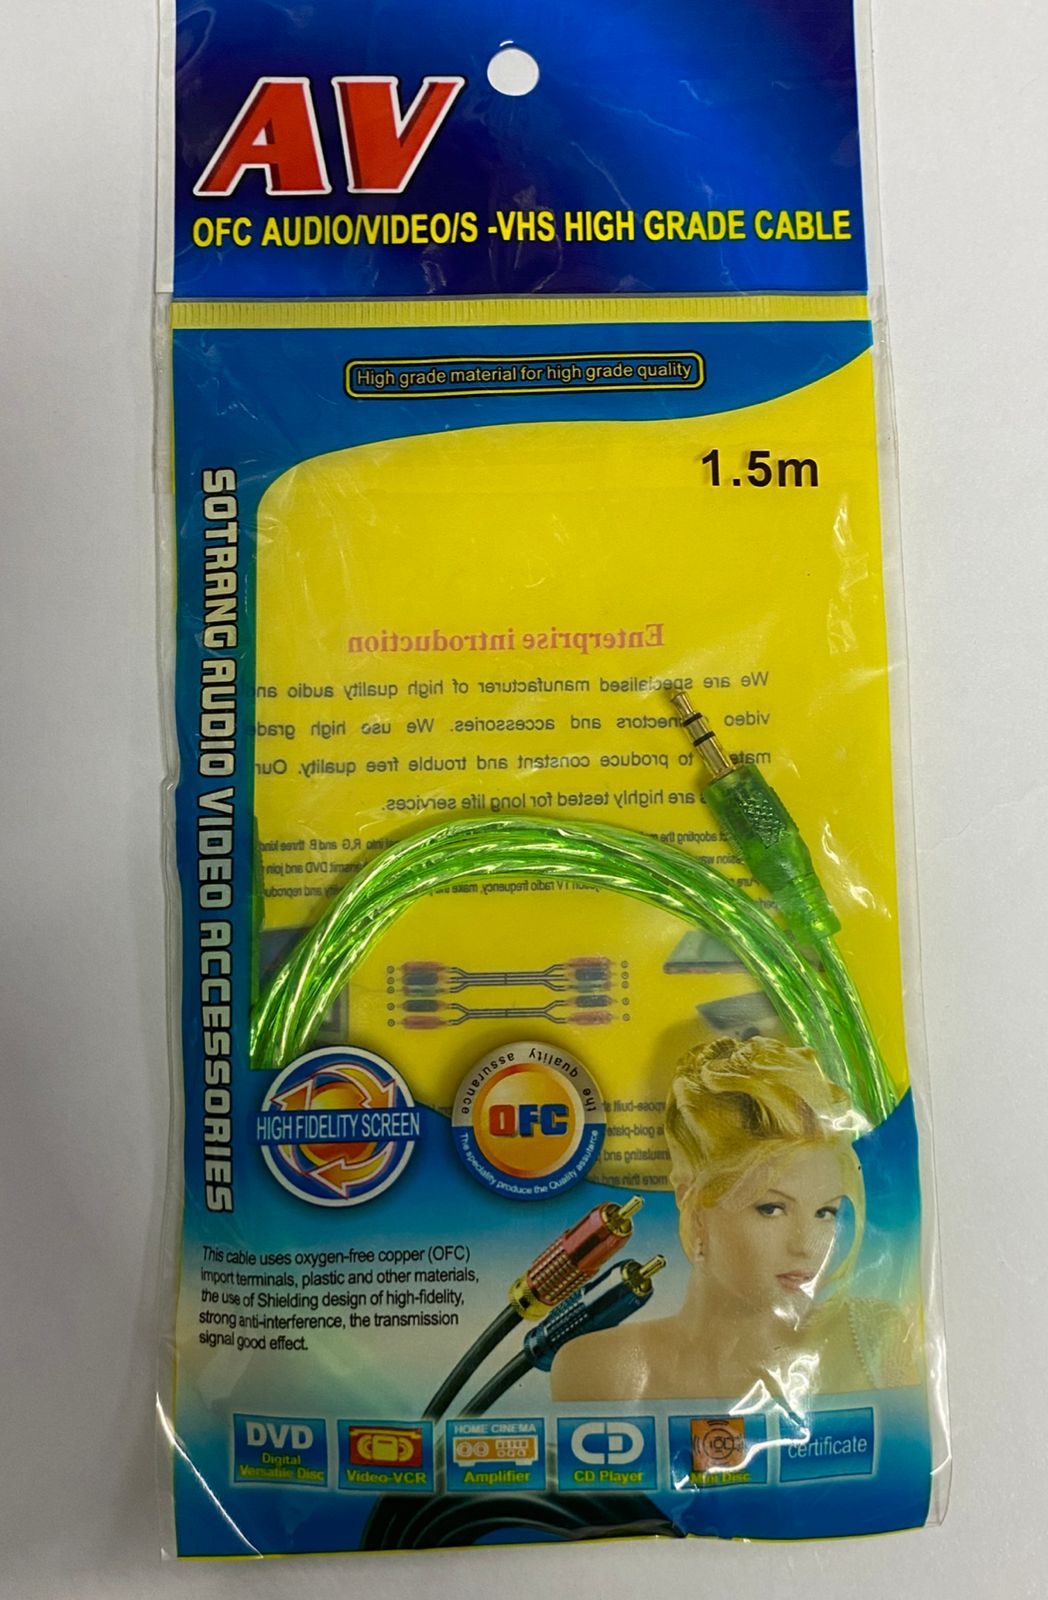 AV
OFC AUDIO/VIDEO/S -VHS HIGH GRADE CABLE
High grade material for high grade quality
1.5m
SOTRANG AUDIO VIDEO ACCESSORIES
Enterprise introduction
We are specialised manufacturer of high quality audio and
video and accessories. We use high grade
to produce constant and trouble free quality. Our
are highly tested for long life services.
HIGH FIDELITY SCREEN
the quality assurance
OFC
The speciality produce the Quality assutarce
This cable uses oxygen-free copper (OFC)
import terminals, plastic and other materials,
the use of Shielding design of high-fidelity,
strong anti-interference, the transmission
signal good effect.
DVD
Digital
Versatile Disc
Video-VCR
HOME CINEMA
Amplifier
CD
CD Player
Mini Disc
certificate